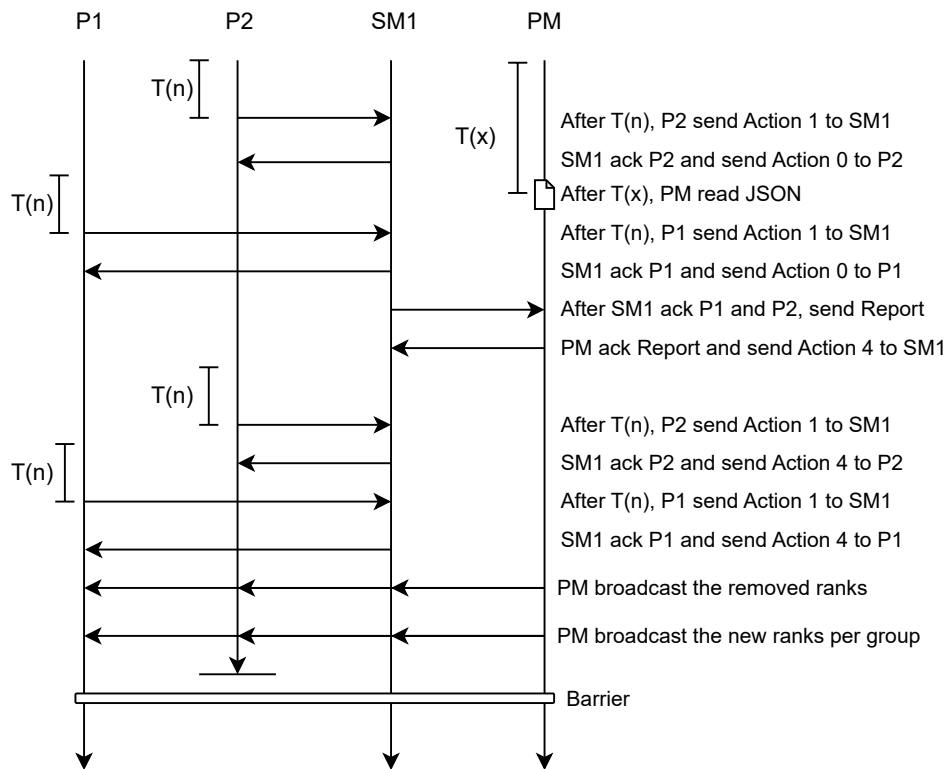 P1 P2 SM1 PM
T(n)
After T(n), P2 send Action 1 to SM1
T(x)
SM1 ack P2 and send Action 0 to P2
After T(x), PM read JSON
T(n)
After T(n), P1 send Action 1 to SM1
SM1 ack P1 and send Action 0 to P1
After SM1 ack P1 and P2, send Report
PM ack Report and send Action 4 to SM1
T(n)
After T(n), P2 send Action 1 to SM1
SM1 ack P2 and send Action 4 to P2
T(n)
After T(n), P1 send Action 1 to SM1
SM1 ack P1 and send Action 4 to P1
PM broadcast the removed ranks
PM broadcast the new ranks per group
Barrier